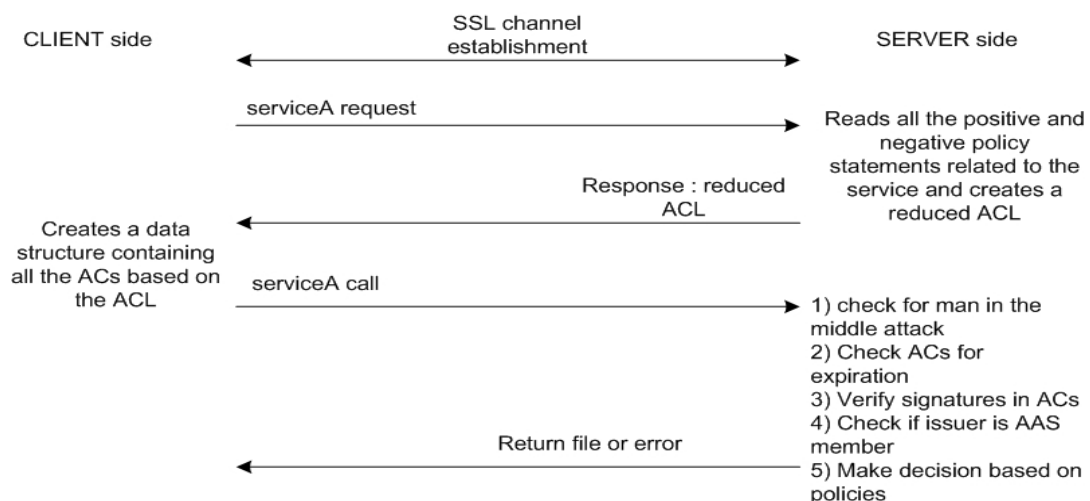 CLIENT side
SSL channel
establishment
SERVER side
serviceA request
Reads all the positive and
negative policy
statements related to the
service and creates a
reduced ACL
Response : reduced
ACL
Creates a data
structure containing
all the ACs based on
the ACL
serviceA call
1) check for man in the
middle attack
2) Check ACs for
expiration
3) Verify signatures in ACs
4) Check if issuer is AAS
member
5) Make decision based on
policies
Return file or error